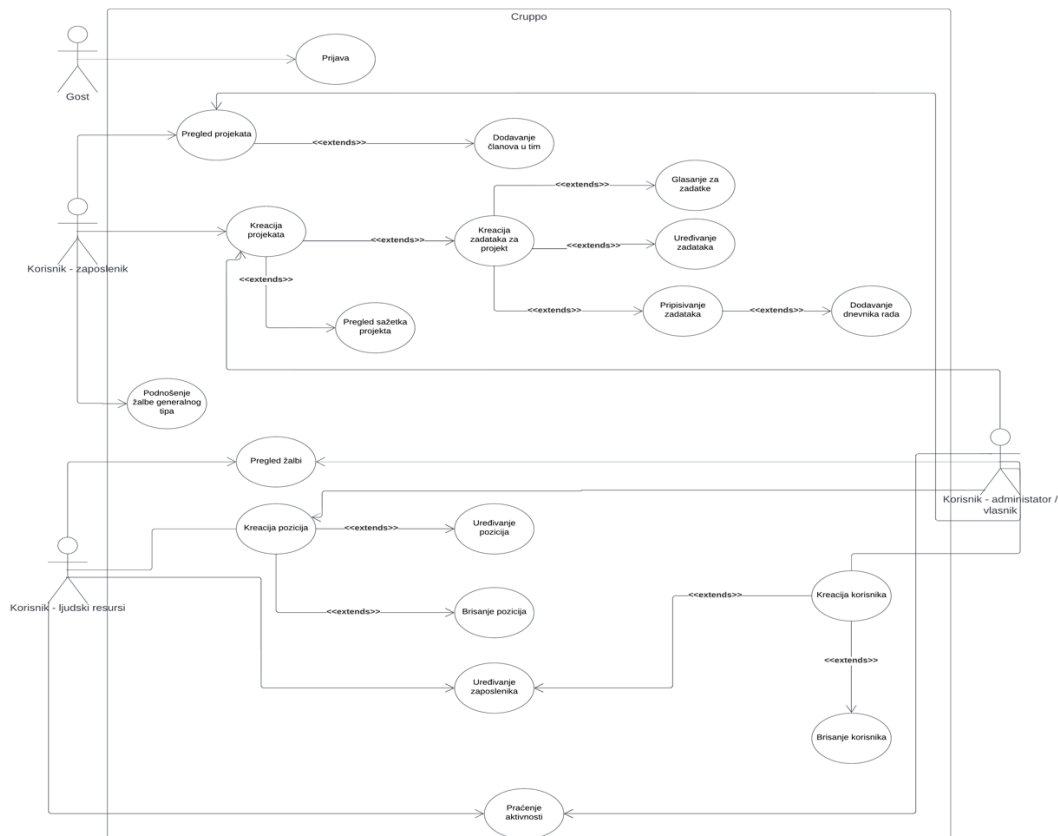 Cruppo
Prijava
Gost
Pregled projekata
<<extends>>
Dodavanje
članova u tim
<<extends>>
Glasanje za
zadatke
Kreacija
projekata
<<extends>>
Kreacija
zadataka za
projekt
<<extends>>
Uređivanje
zadataka
Korisnik - zaposlenik
<<extends>>
<<extends>>
Pripisivanje
zadataka
<<extends>>
Dodavanje
dnevnika rada
Pregled sažetka
projekta
Podnošenje
žalbe generalnog
tipa
Pregled žalbi
Korisnik - administator /
vlasnik
Kreacija pozicija
<<extends>>
Uređivanje
pozicija
Korisnik - ljudski resursi
<<extends>>
Brisanje pozicija
<<extends>>
Kreacija korisnika
<<extends>>
Uređivanje
zaposlenika
Brisanje korisnika
Praćenje
aktivnosti